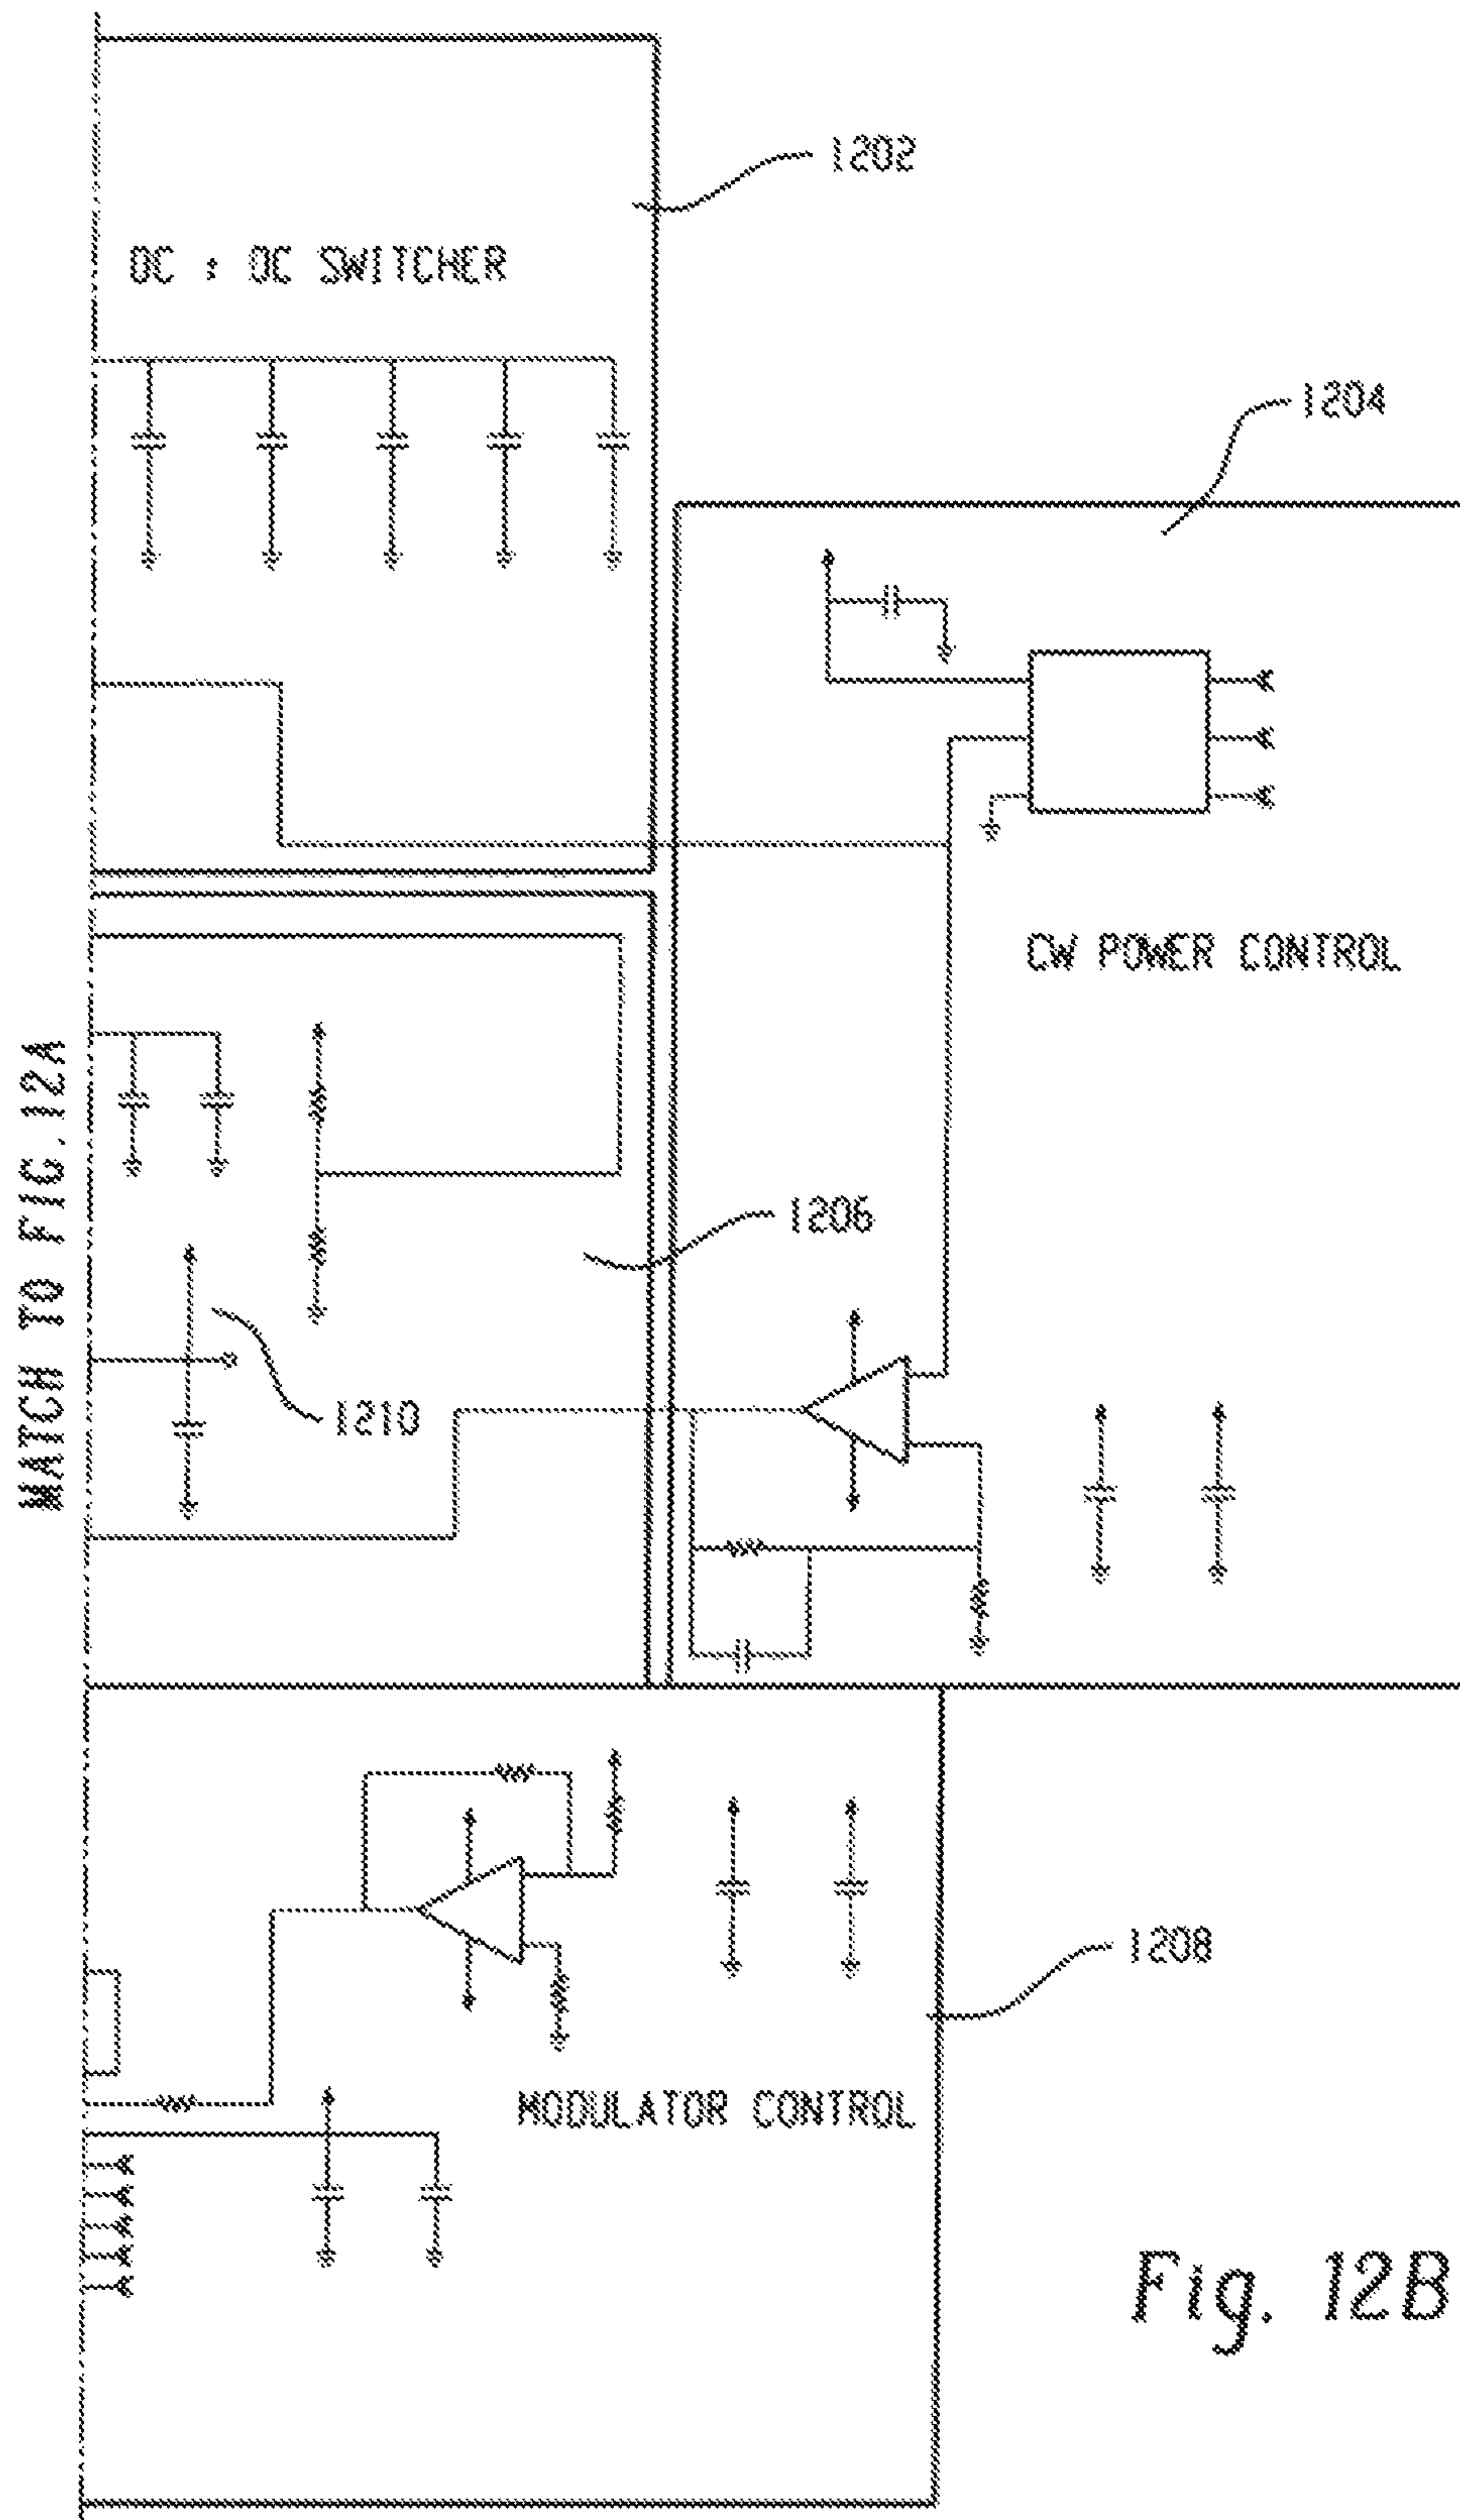 1202
DC : DC SWITCHER
1204
CW POWER CONTROL
MATCH TO FIG.12A
1206
1210
1208
MODULATOR CONTROL
Fig. 12B